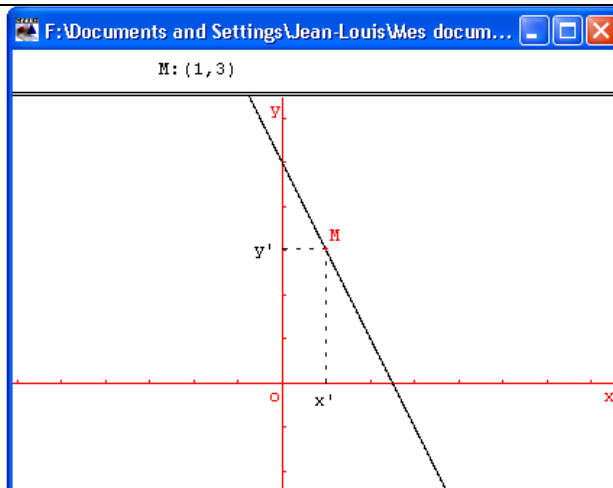 F:\Documents and Settings\Jean-Louis\Mes docum...
M:(1,3)
y
M
y'
O
x'
x